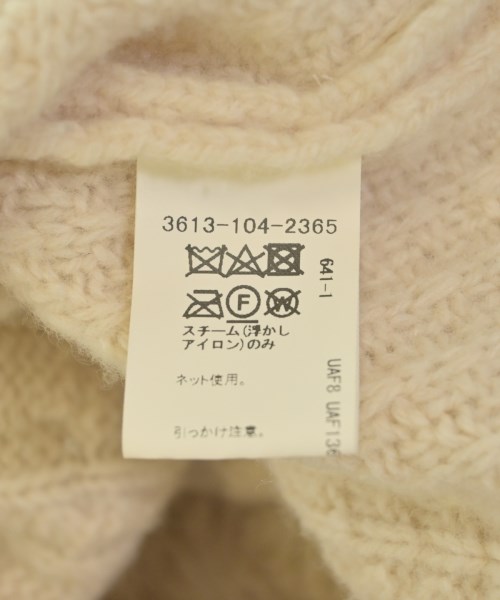 3613-104-2365
641-1
F W
スチーム(浮かし
アイロン)のみ
ネット使用。
引っかけ注意。
UAF8 UAF136